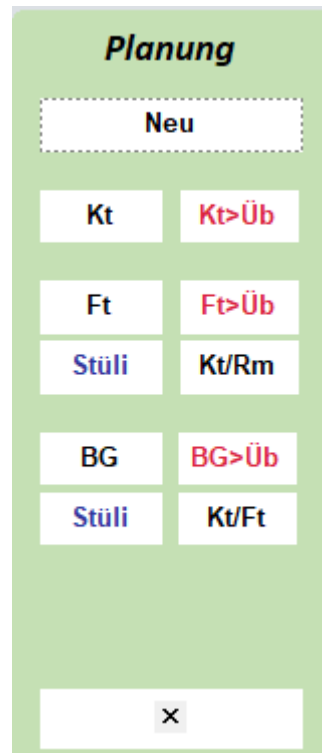 Planung
Neu
Kt Kt>Üb
Ft Ft>Üb
Stüli Kt/Rm
BG BG>Üb
Stüli Kt/Ft
×